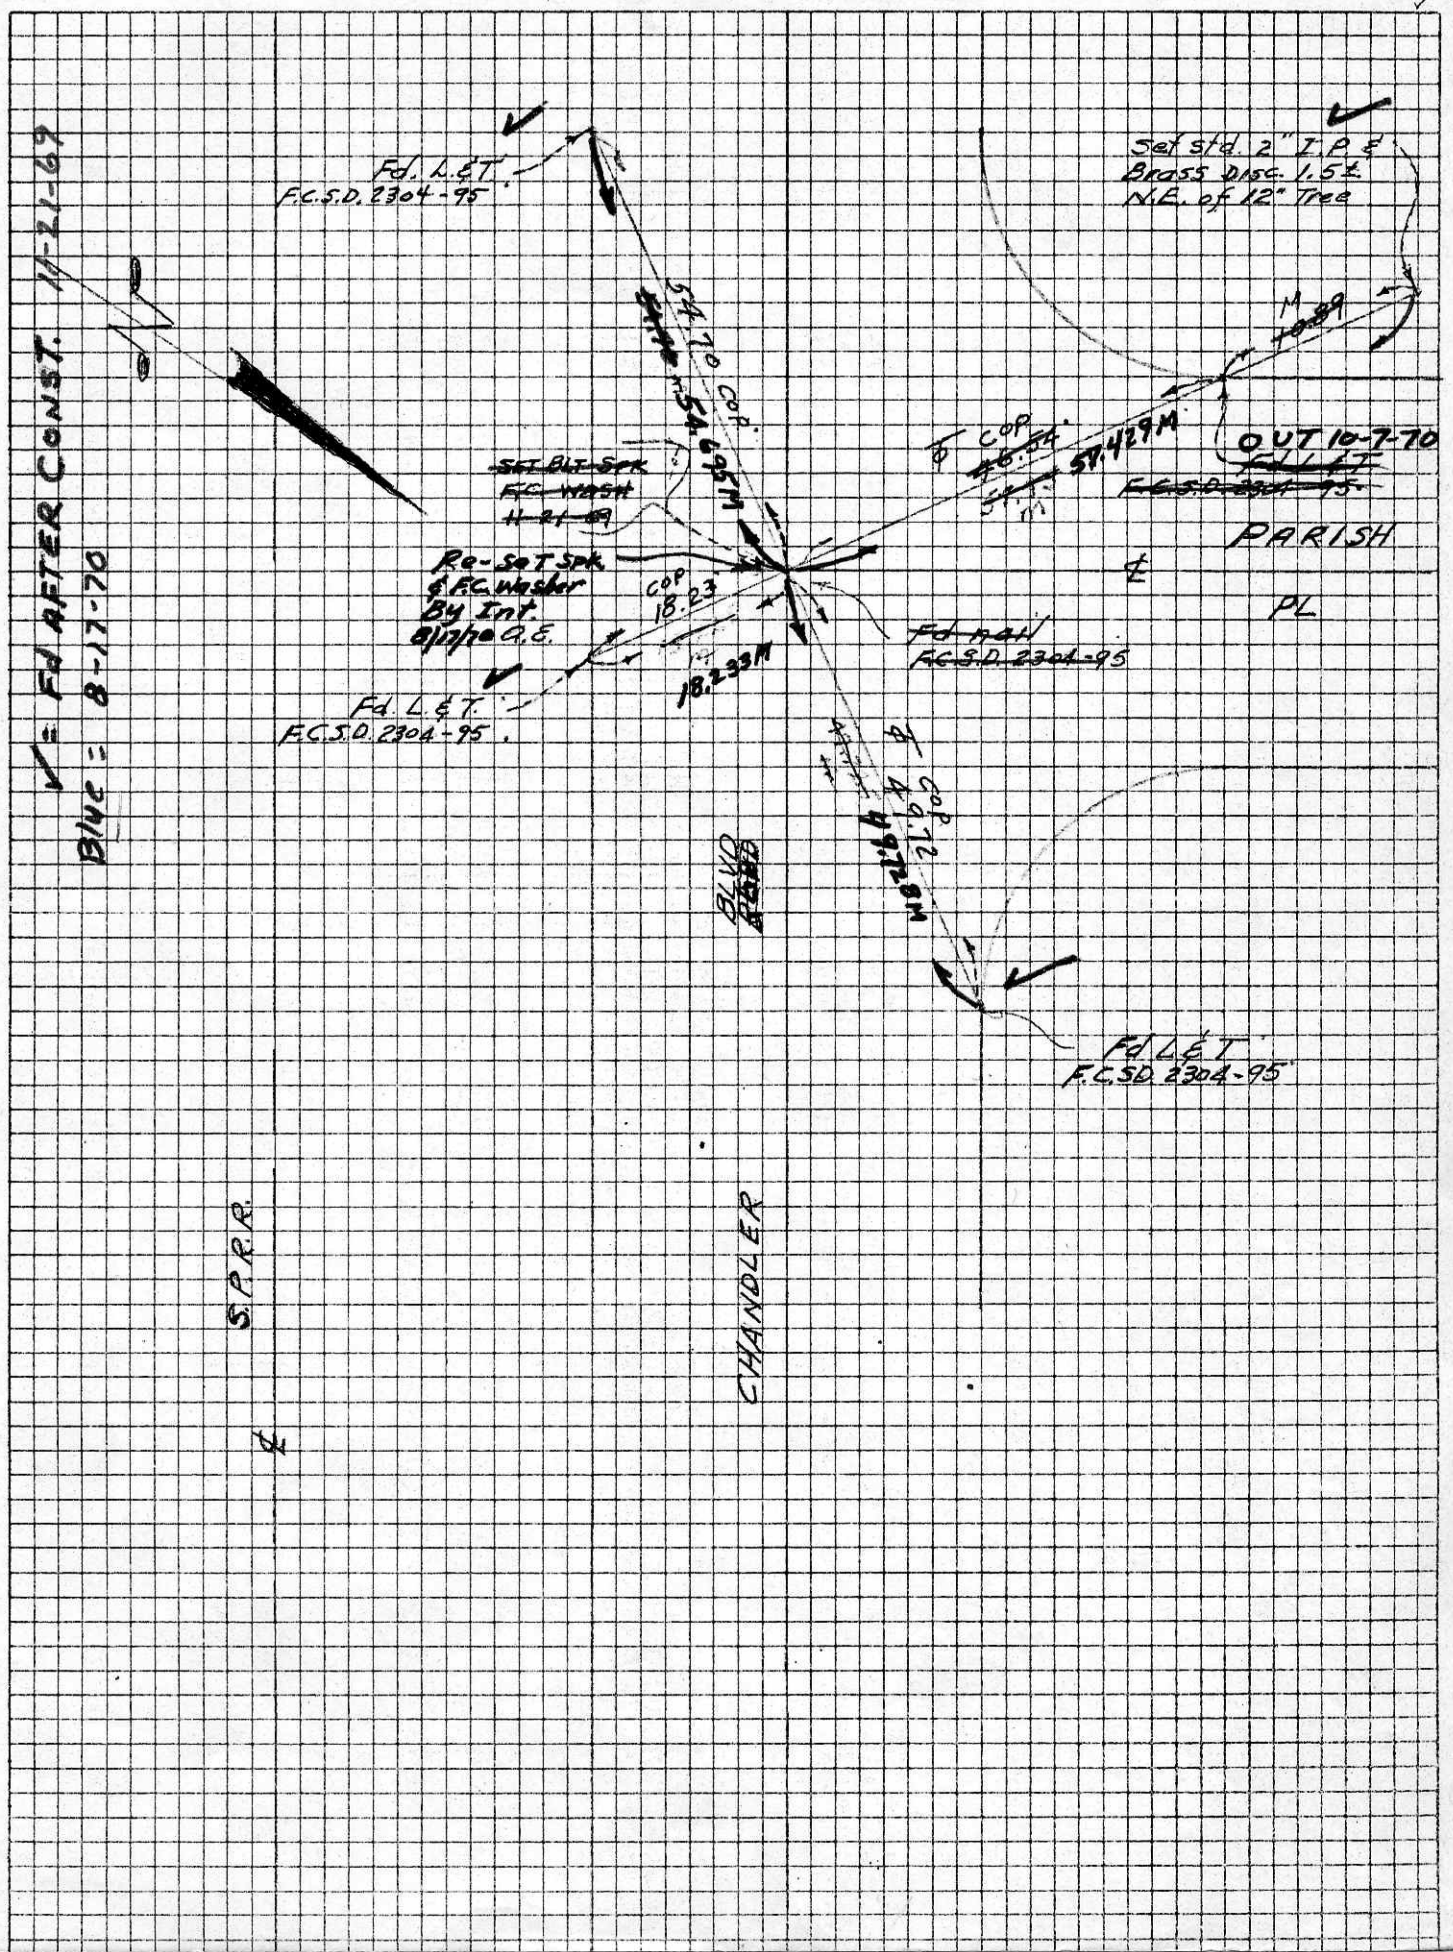 ✓ = Fd AFTER CONST. 11-21-69
Blue = 8-17-70
Fd. L.&T.
F.C.S.D. 2304-95
Set std. 2" I.P. &
Brass Disc. 1.5±
N.E. of 12" Tree
54.70 COP.
54.695M
M
10.89
COP
46.54
57.429M
OUT 10-7-70
Fd L&T
F.C.S.D. 2304-95
SET BLT SPK
F.C. WASH
11-21-69
Re-SeT Spk
& F.C. Washer
By Int.
8/17/70 A.E.
COP
18.23
18.233M
PARISH
℄
PL
Fd nail
F.C.S.D. 2304-95
Fd. L.&T.
F.C.S.D. 2304-95
COP
49.72
49.728M
BLVD
Fd L&T
F.C.S.D. 2304-95
S.P.R.R.
CHANDLER
℄